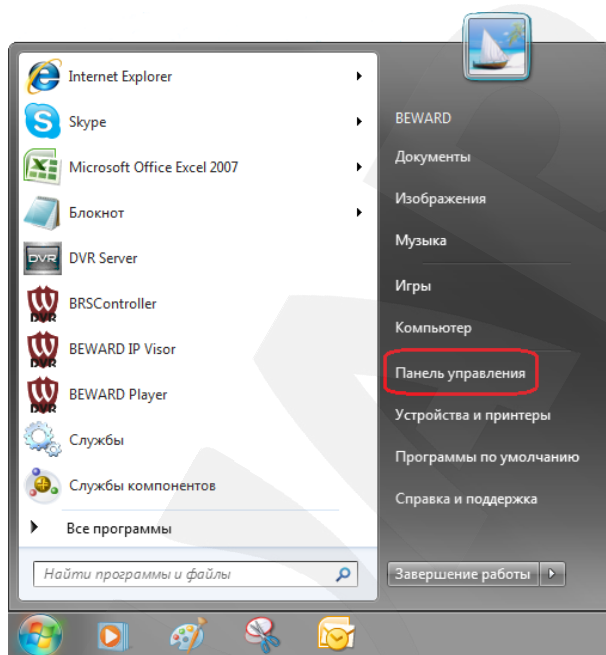 Internet Explorer
Skype
Microsoft Office Excel 2007
Блокнот
DVR Server
BRSController
BEWARD IP Visor
BEWARD Player
Службы
Службы компонентов
Все программы
Найти программы и файлы
BEWARD
Документы
Изображения
Музыка
Игры
Компьютер
Панель управления
Устройства и принтеры
Программы по умолчанию
Справка и поддержка
Завершение работы